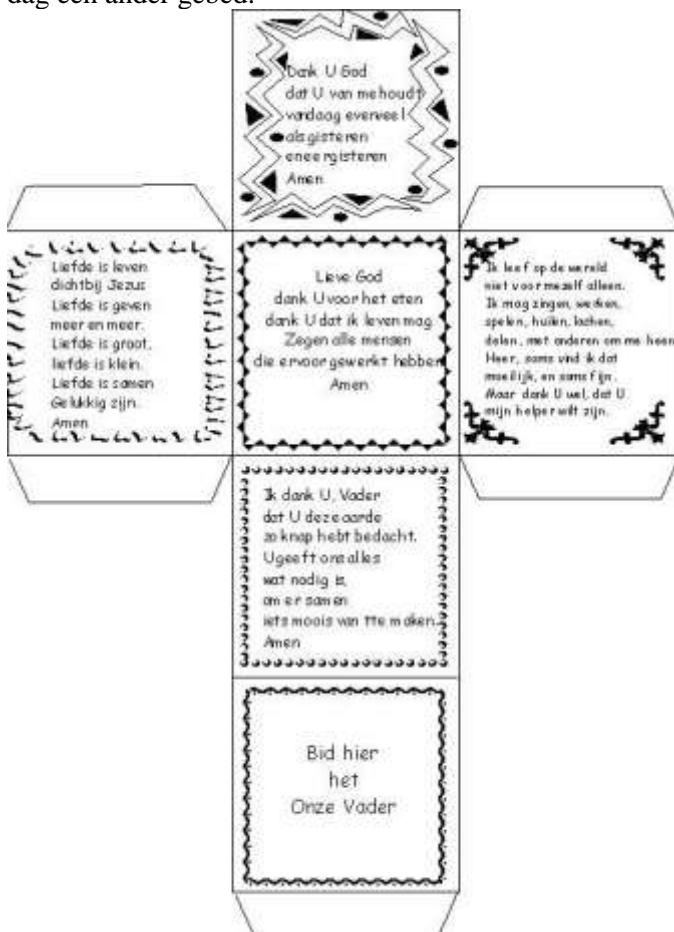 dag een ander gebed.
Dank U God
dat U van me houdt
vandaag evenveel
als gisteren
en eergisteren
Amen
Liefde is leven
dichtbij Jezus
Liefde is geven
meer en meer.
Liefde is groot,
liefde is klein.
Liefde is samen
Gelukkig zijn.
Amen
Lieve God
dank U voor het eten
dank U dat ik leven mag
Zegen alle mensen
die ervoor gewerkt hebben
Amen
Ik leef op de wereld
niet voor mezelf alleen.
Ik mag zingen, werken,
spelen, huilen, lachen,
delen, met anderen om me heen
Heer, soms vind ik dat
moeilijk, en soms fijn.
Maar dank U wel, dat U
mijn helper wilt zijn.
Ik dank U, Vader
dat U deze aarde
zo knap hebt bedacht.
U geeft ons alles
wat nodig is,
om er samen
iets moois van tte maken.
Amen
Bid hier
het
Onze Vader